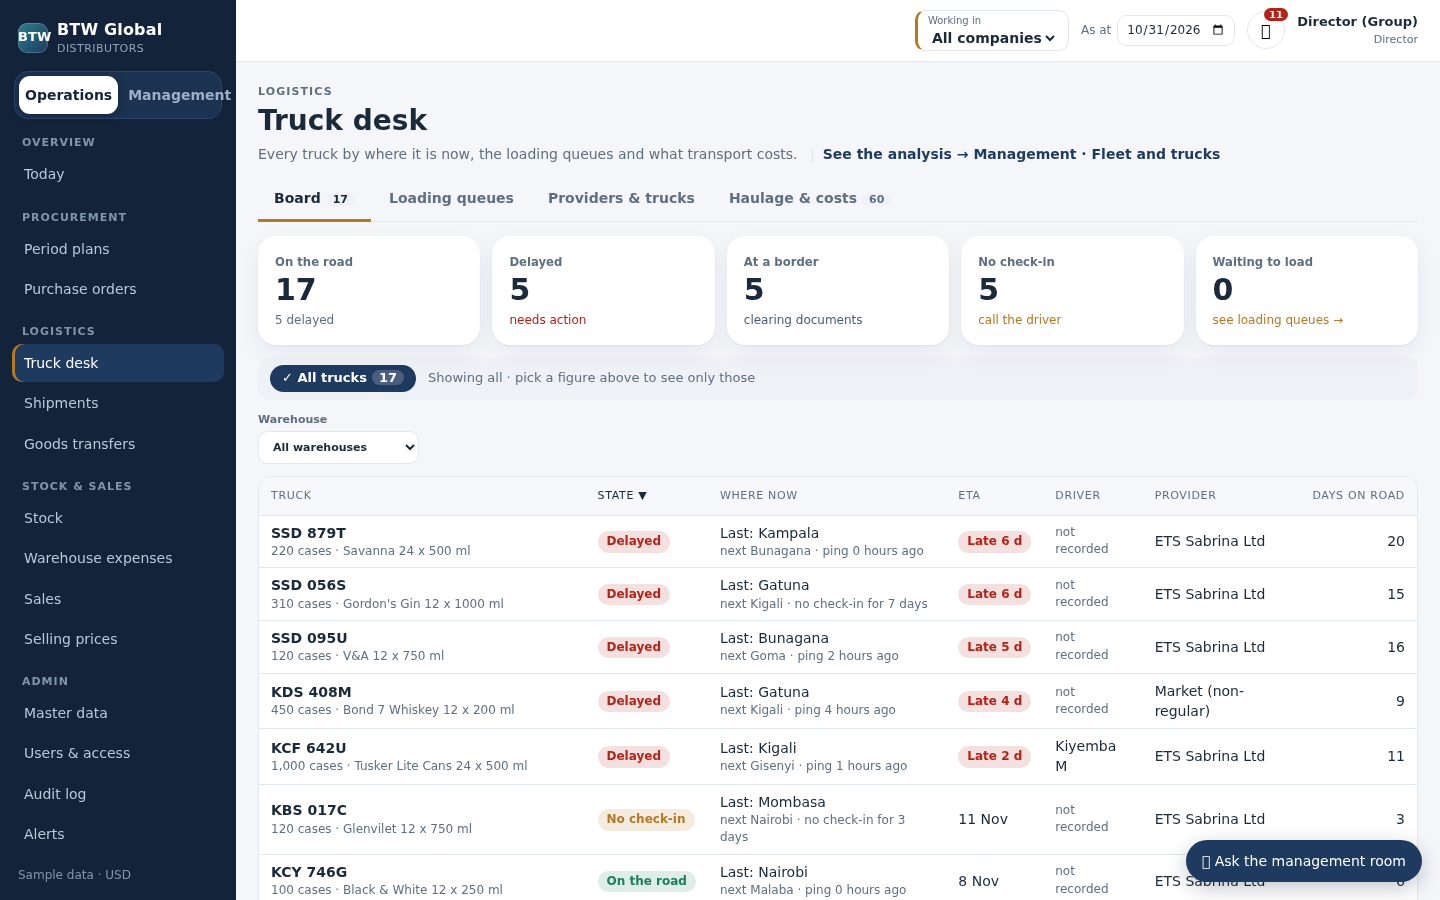 BTW
BTW Global
DISTRIBUTORS
Operations
Management
OVERVIEW
Today
PROCUREMENT
Period plans
Purchase orders
LOGISTICS
Truck desk
Shipments
Goods transfers
STOCK & SALES
Stock
Warehouse expenses
Sales
Selling prices
ADMIN
Master data
Users & access
Audit log
Alerts
Sample data · USD
Working in
All companies
As at
10/31/2026
11
Director (Group)
Director
LOGISTICS
Truck desk
Every truck by where it is now, the loading queues and what transport costs.
See the analysis → Management · Fleet and trucks
Board 17
Loading queues
Providers & trucks
Haulage & costs 60
On the road
17
5 delayed
Delayed
5
needs action
At a border
5
clearing documents
No check-in
5
call the driver
Waiting to load
0
see loading queues →
✓ All trucks 17
Showing all · pick a figure above to see only those
Warehouse
All warehouses
TRUCK STATE ▼ WHERE NOW ETA DRIVER PROVIDER DAYS ON ROAD
SSD 879T
220 cases · Savanna 24 x 500 ml
Delayed
Last: Kampala
next Bunagana · ping 0 hours ago
Late 6 d
not
recorded
ETS Sabrina Ltd
20
SSD 056S
310 cases · Gordon's Gin 12 x 1000 ml
Delayed
Last: Gatuna
next Kigali · no check-in for 7 days
Late 6 d
not
recorded
ETS Sabrina Ltd
15
SSD 095U
120 cases · V&A 12 x 750 ml
Delayed
Last: Bunagana
next Goma · ping 2 hours ago
Late 5 d
not
recorded
ETS Sabrina Ltd
16
KDS 408M
450 cases · Bond 7 Whiskey 12 x 200 ml
Delayed
Last: Gatuna
next Kigali · ping 4 hours ago
Late 4 d
not
recorded
Market (non-
regular)
9
KCF 642U
1,000 cases · Tusker Lite Cans 24 x 500 ml
Delayed
Last: Kigali
next Gisenyi · ping 1 hours ago
Late 2 d
Kiyemba
M
ETS Sabrina Ltd
11
KBS 017C
120 cases · Glenvilet 12 x 750 ml
No check-in
Last: Mombasa
next Nairobi · no check-in for 3
days
11 Nov
not
recorded
ETS Sabrina Ltd
3
KCY 746G
100 cases · Black & White 12 x 250 ml
On the road
Last: Nairobi
next Malaba · ping 0 hours ago
8 Nov
not
recorded
ETS Sabrina Ltd
Ask the management room